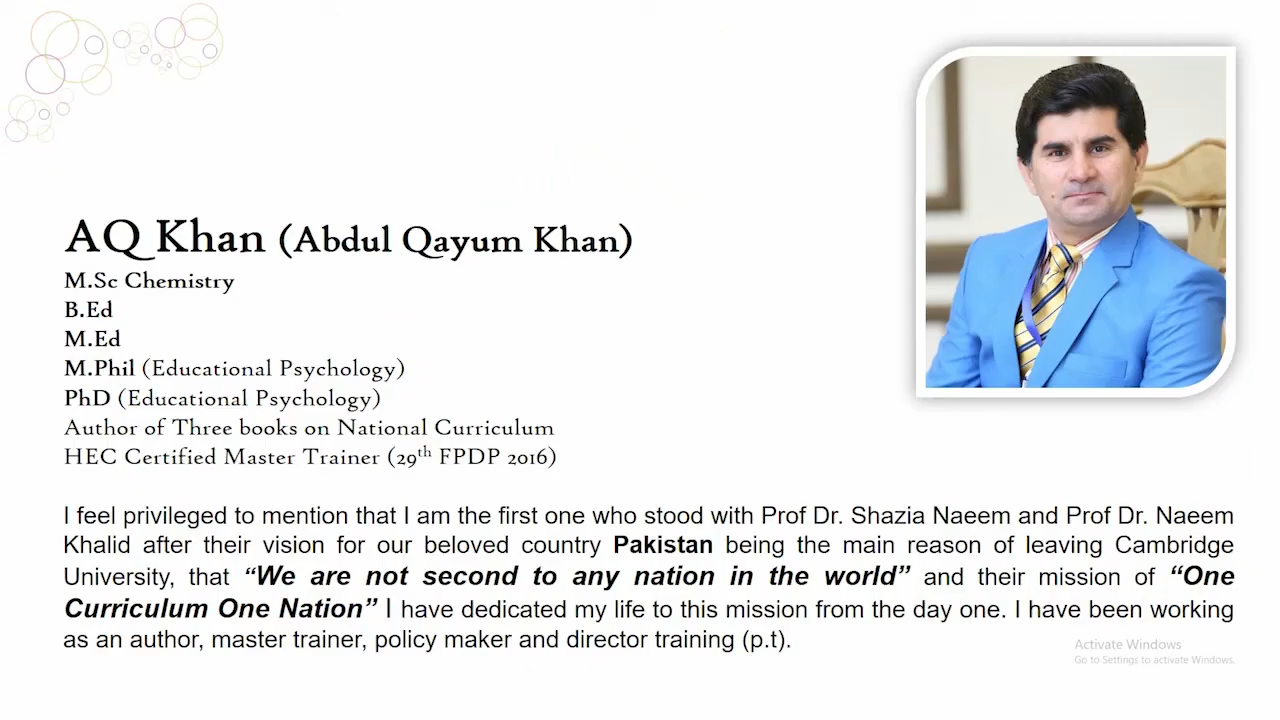 AQ Khan (Abdul Qayum Khan)
M.Sc Chemistry
B.Ed
M.Ed
M.Phil (Educational Psychology)
PhD (Educational Psychology)
Author of Three books on National Curriculum
HEC Certified Master Trainer (29th FPDP 2016)
I feel privileged to mention that I am the first one who stood with Prof Dr. Shazia Naeem and Prof Dr. Naeem
Khalid after their vision for our beloved country Pakistan being the main reason of leaving Cambridge
University, that “We are not second to any nation in the world” and their mission of “One
Curriculum One Nation” I have dedicated my life to this mission from the day one. I have been working
as an author, master trainer, policy maker and director training (p.t).
Activate Windows
Go to Settings to activate Windows.